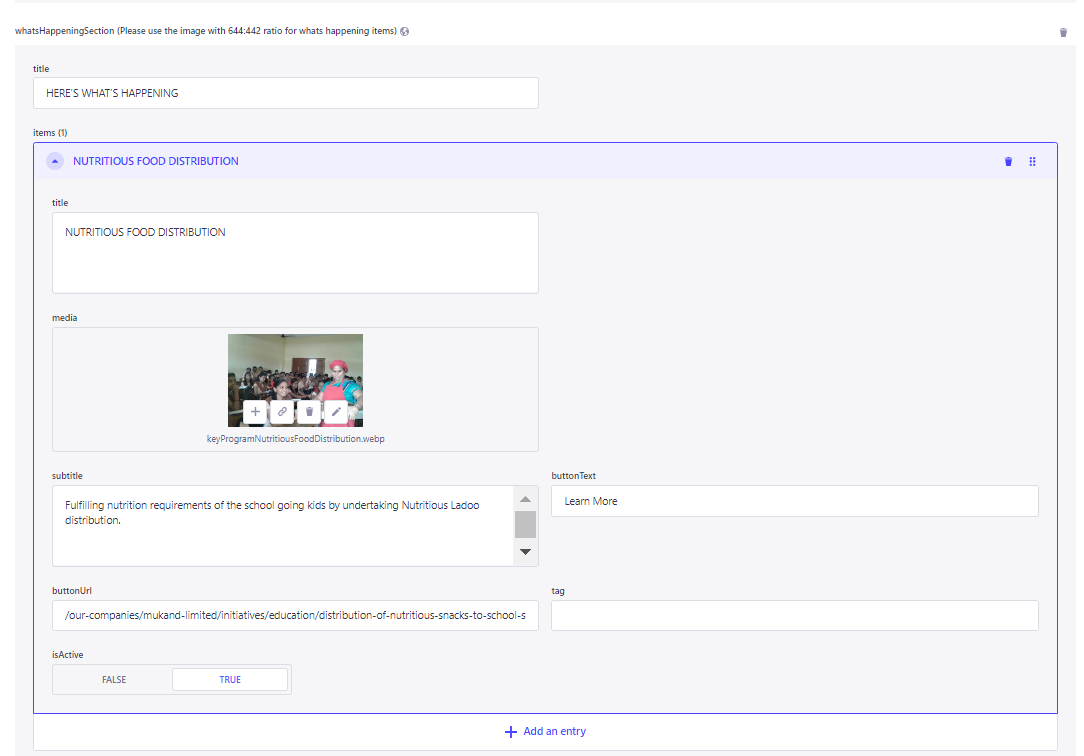 whatsHappeningSection (Please use the image with 644:442 ratio for whats happening items)
title
HERE'S WHAT'S HAPPENING
items (1)
NUTRITIOUS FOOD DISTRIBUTION
title
NUTRITIOUS FOOD DISTRIBUTION
media
keyProgramNutritiousFoodDistribution.webp
subtitle
Fulfilling nutrition requirements of the school going kids by undertaking Nutritious Ladoo
distribution.
buttonText
Learn More
buttonUrl
/our-companies/mukand-limited/initiatives/education/distribution-of-nutritious-snacks-to-school-s
tag
isActive
FALSE TRUE
Add an entry